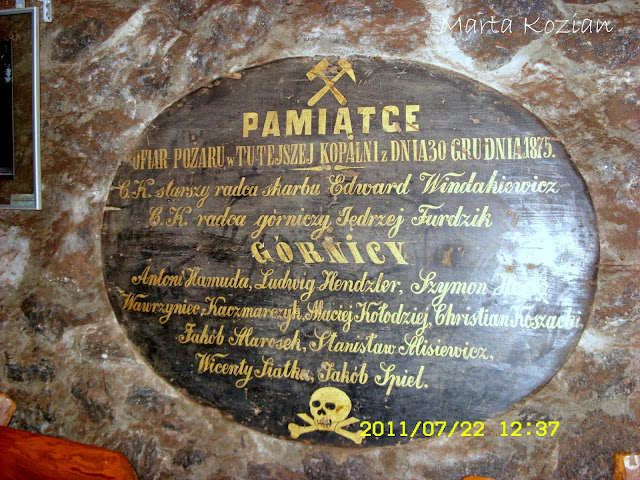 Marta Kozian
PAMIĄTCE
OFIAR POŻARU w TUTEJSZEJ KOPALNI z DNIA 30 GRUDNIA 1875.
C.K. starszy radca skarbu Edward Windakiewicz
C.K. radca górniczy Jędrzej Furdzik
GÓRNICY
Antoni Hamuda, Ludwig Hendzler, Szymon
Wawrzyniec Kaczmarczyk, Maciej Kołodziej, Christian Koszacki
Jakób Marosek, Stanisław Misiewicz,
Wicenty Siatka, Jakób Spiel.
2011/07/22 12:37